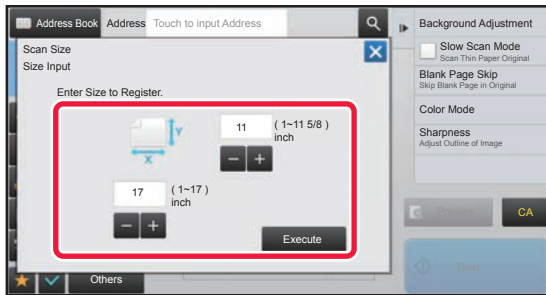 Address Book Address Touch to input Address
Scan Size
Size Input
Enter Size to Register.
Y
X
11 ( 1~11 5/8 )
inch
17 ( 1~17 )
inch
Execute
Others
Background Adjustment
Slow Scan Mode
Scan Thin Paper Original
Blank Page Skip
Skip Blank Page in Original
Color Mode
Sharpness
Adjust Outline of Image
Preview
CA
Start